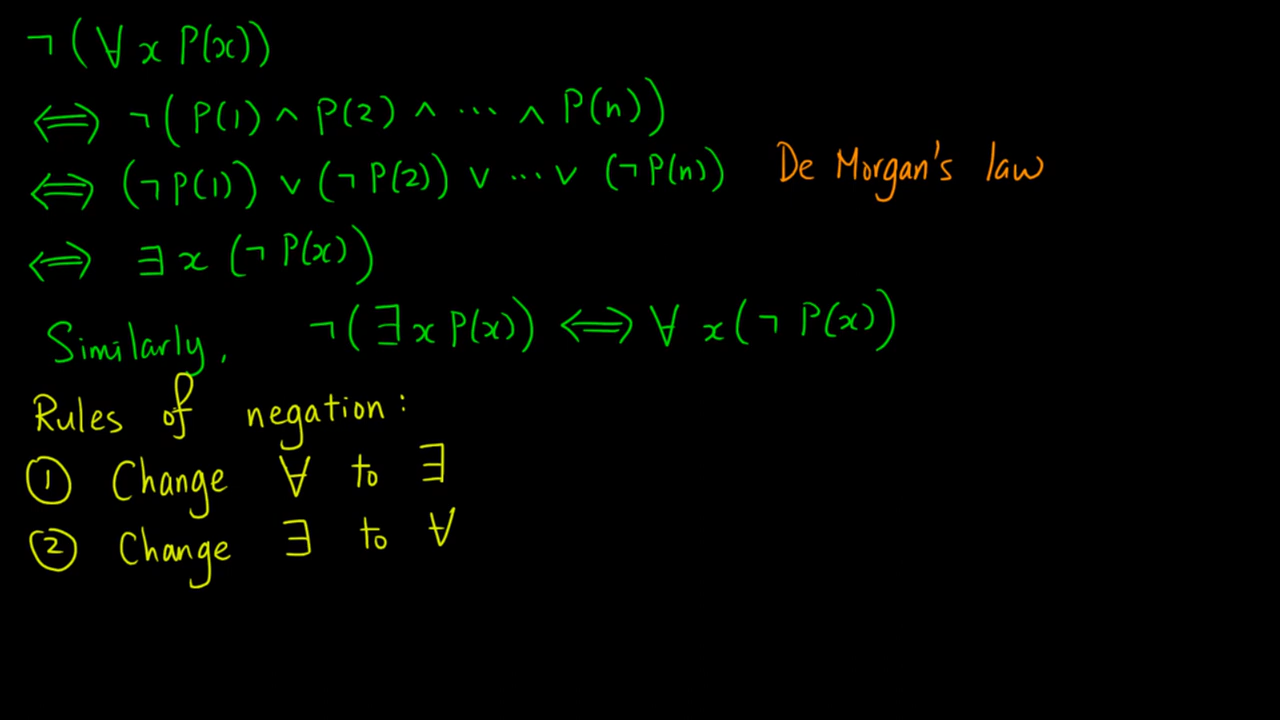 ¬(∀ x P(x))
⟺ ¬(P(1) ∧ P(2) ∧ ⋯ ∧ P(n))
⟺ (¬P(1)) ∨ (¬P(2)) ∨ ⋯ ∨ (¬P(n)) De Morgan's law
⟺ ∃ x (¬ P(x))
Similarly, ¬(∃ x P(x)) ⟺ ∀ x (¬ P(x))
Rules of negation:
① Change ∀ to ∃
② Change ∃ to ∀